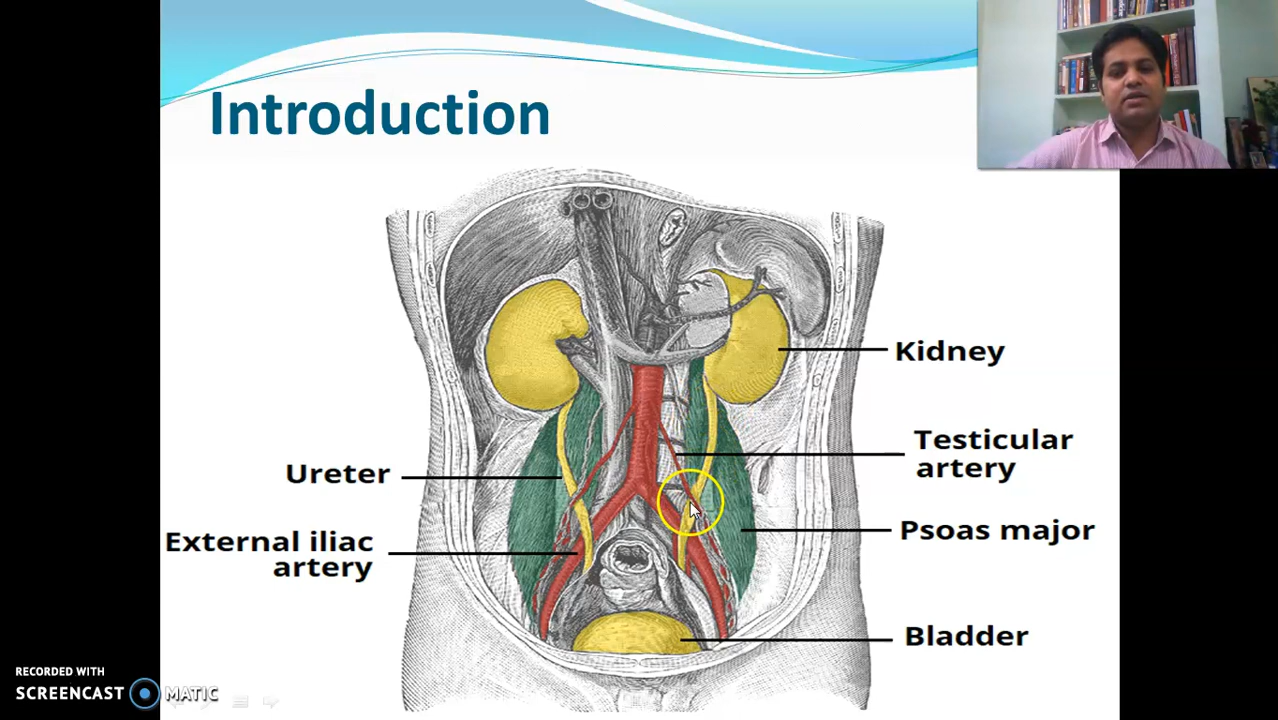 Introduction
Kidney
Testicular
artery
Ureter
Psoas major
External iliac
artery
Bladder
RECORDED WITH
SCREENCAST MATIC